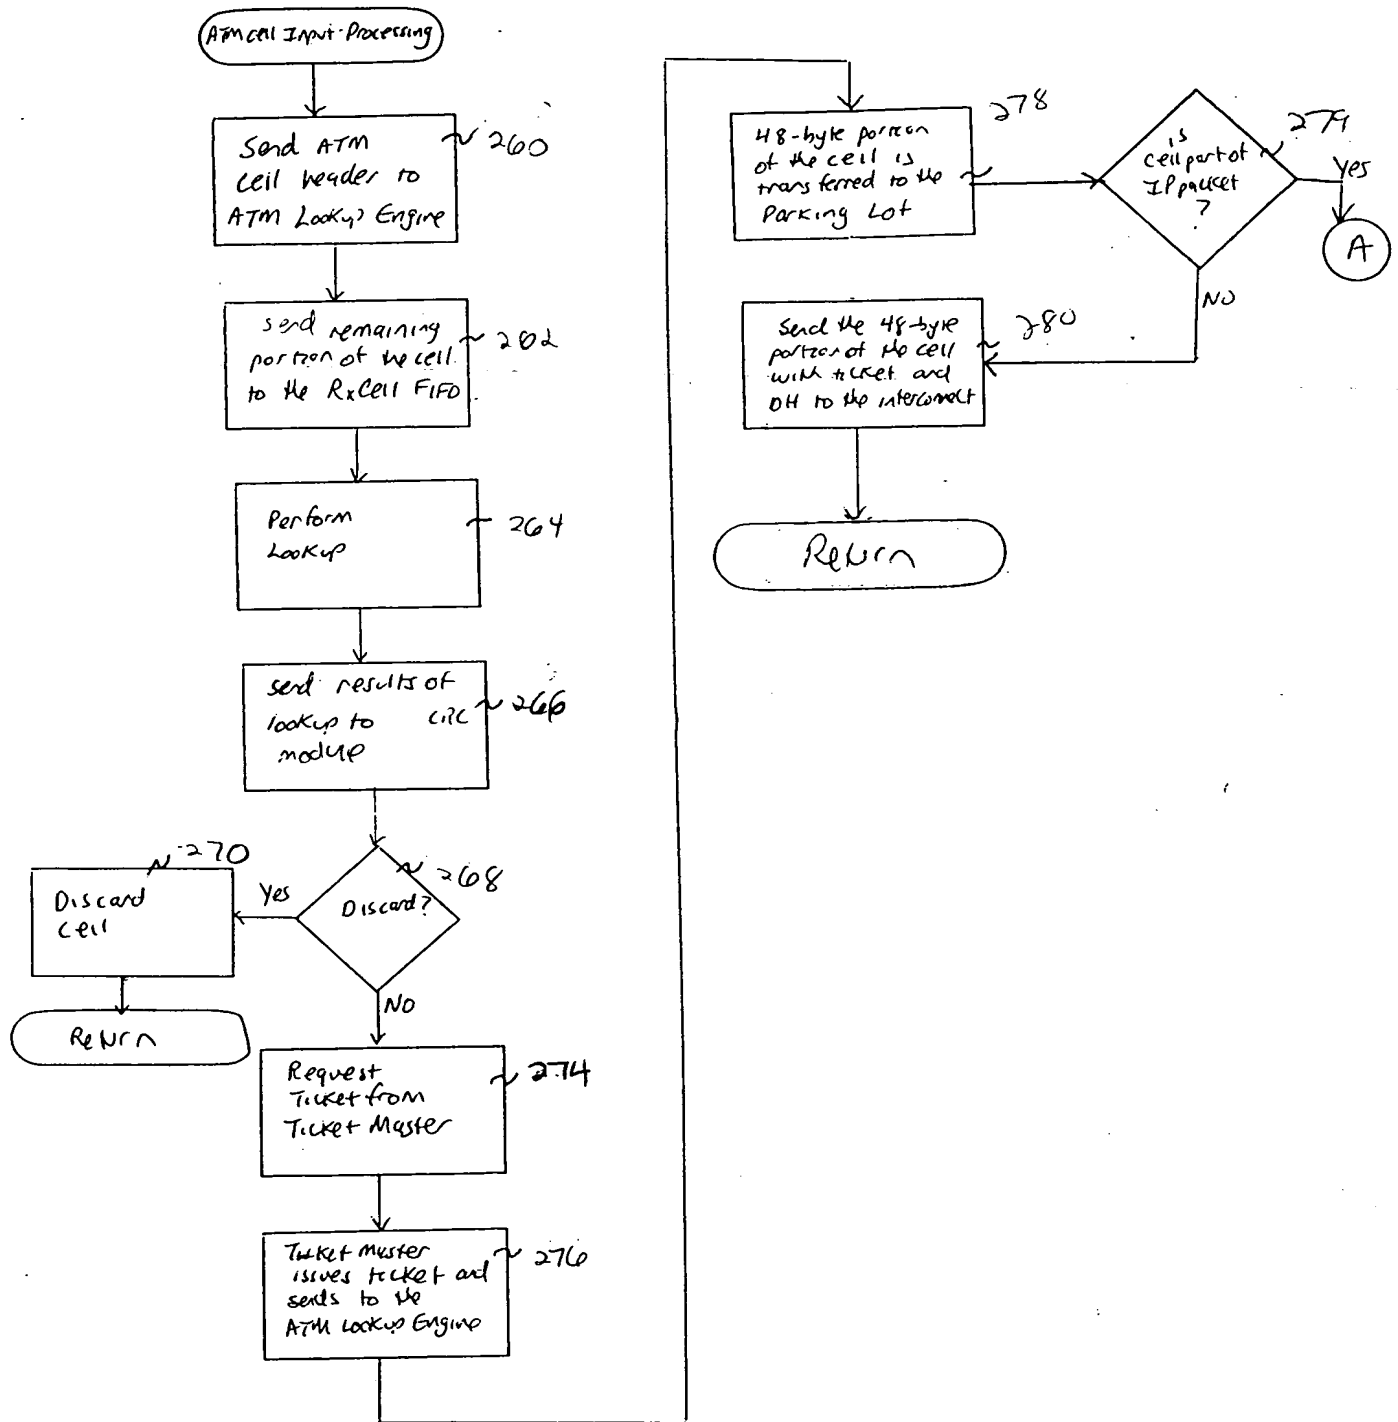 ATM cell Input-Processing
Send ATM
Cell header to
ATM Lookup Engine
260
send remaining
portion of the cell
to the RxCell FIFO
262
Perform
Lookup
264
send results of
lookup to CRC
module
266
Discard?
268
Yes
Discard
Cell
270
Return
NO
Request
Ticket from
Ticket Master
274
Ticket Master
issues ticket and
sends to the
ATM Lookup Engine
276
48-byte portion
of the cell is
transferred to the
Parking Lot
278
is
Cell part of
IP packet
?
279
Yes
A
NO
Send the 48-byte
portion of the cell
with ticket and
DH to the interconnect
280
Return